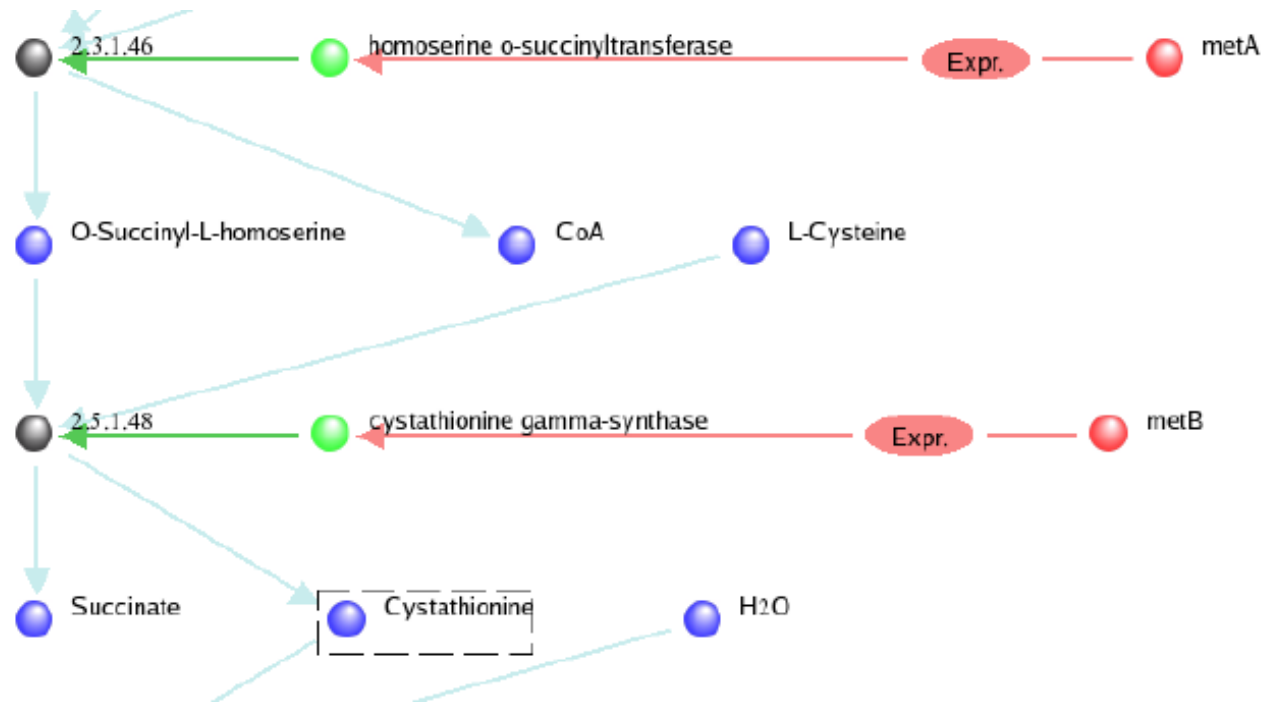 2.3.1.46
homoserine o-succinyltransferase
Expr.
metA
O-Succinyl-L-homoserine
CoA
L-Cysteine
2.5.1.48
cystathionine gamma-synthase
Expr.
metB
Succinate
Cystathionine
H2O